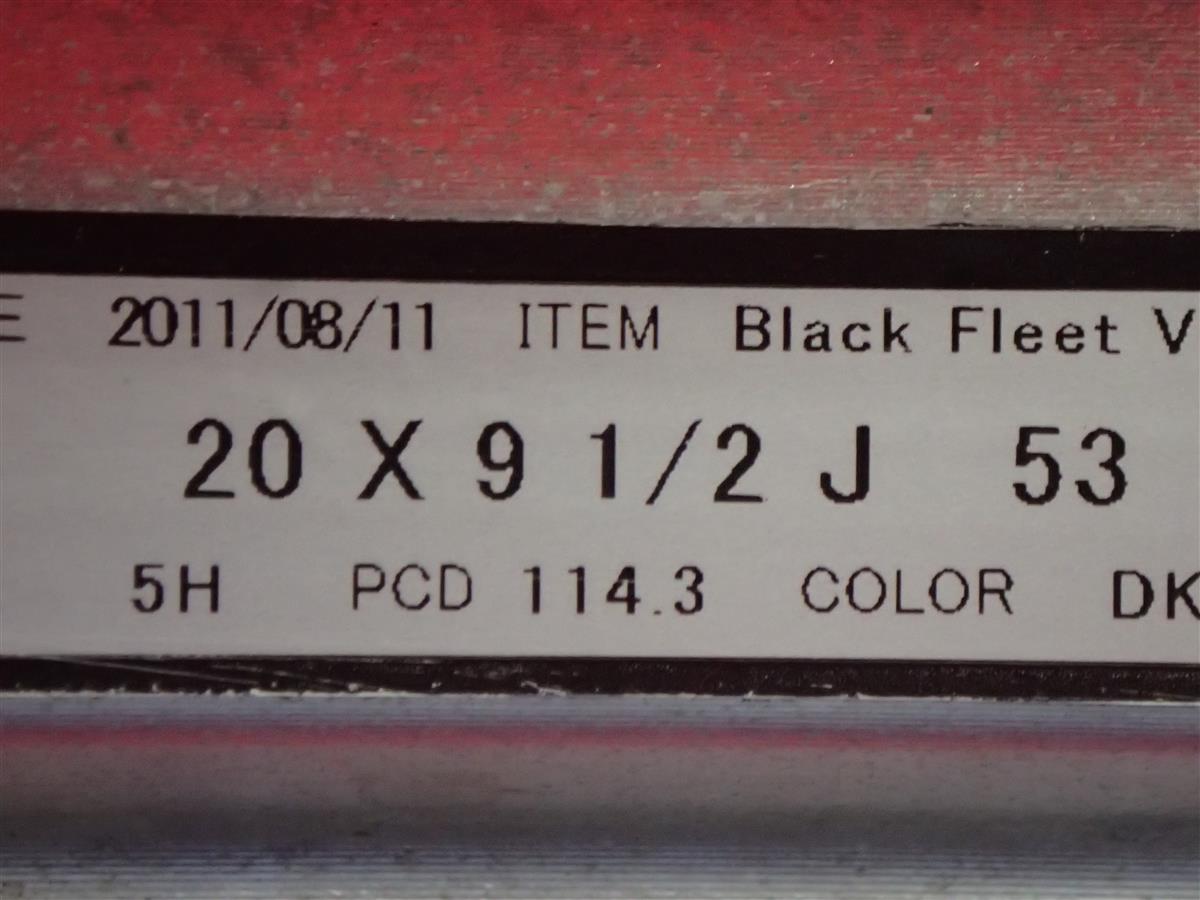 E 2011/08/11 ITEM Black Fleet V
20 X 9 1/2 J 53
5H PCD 114.3 COLOR DK